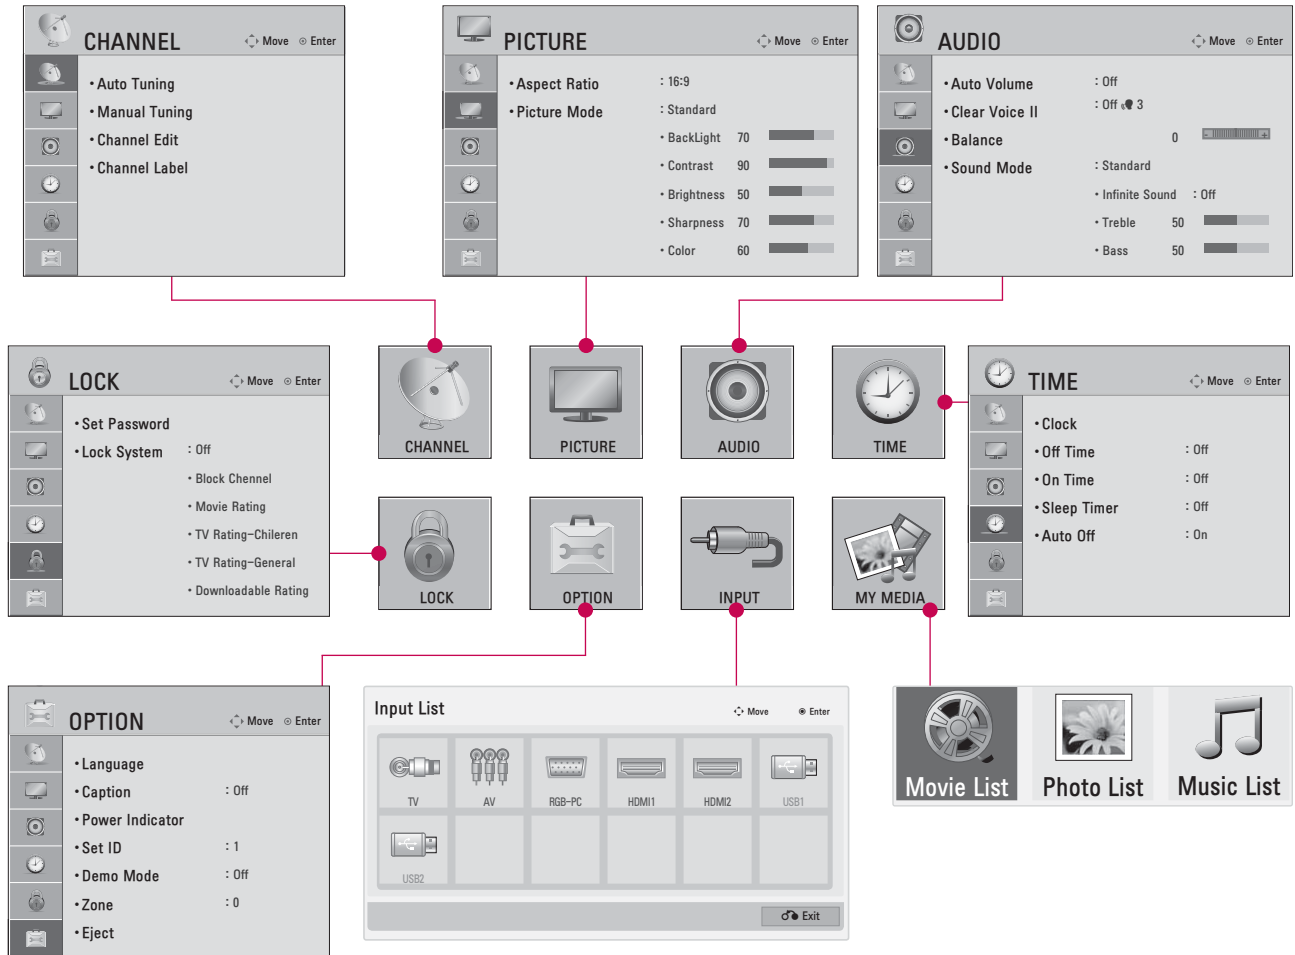 CHANNEL
Move
Enter
• Auto Tuning
• Manual Tuning
• Channel Edit
• Channel Label
PICTURE
Move
Enter
• Aspect Ratio : 16:9
• Picture Mode : Standard
• BackLight 70
• Contrast 90
• Brightness 50
• Sharpness 70
• Color 60
AUDIO
Move
Enter
• Auto Volume : Off
• Clear Voice II : Off 3
• Balance 0 - +
• Sound Mode : Standard
• Infinite Sound : Off
• Treble 50
• Bass 50
LOCK
Move
Enter
• Set Password
• Lock System : Off
• Block Channel
• Movie Rating
• TV Rating-Chileren
• TV Rating-General
• Downloadable Rating
CHANNEL
PICTURE
AUDIO
TIME
LOCK
OPTION
INPUT
MY MEDIA
TIME
Move
Enter
• Clock
• Off Time : Off
• On Time : Off
• Sleep Timer : Off
• Auto Off : On
OPTION
Move
Enter
• Language
• Caption : Off
• Power Indicator
• Set ID : 1
• Demo Mode : Off
• Zone : 0
• Eject
Input List
Move
Enter
TV
AV
RGB-PC
HDMI1
HDMI2
USB1
USB2
Exit
Movie List
Photo List
Music List